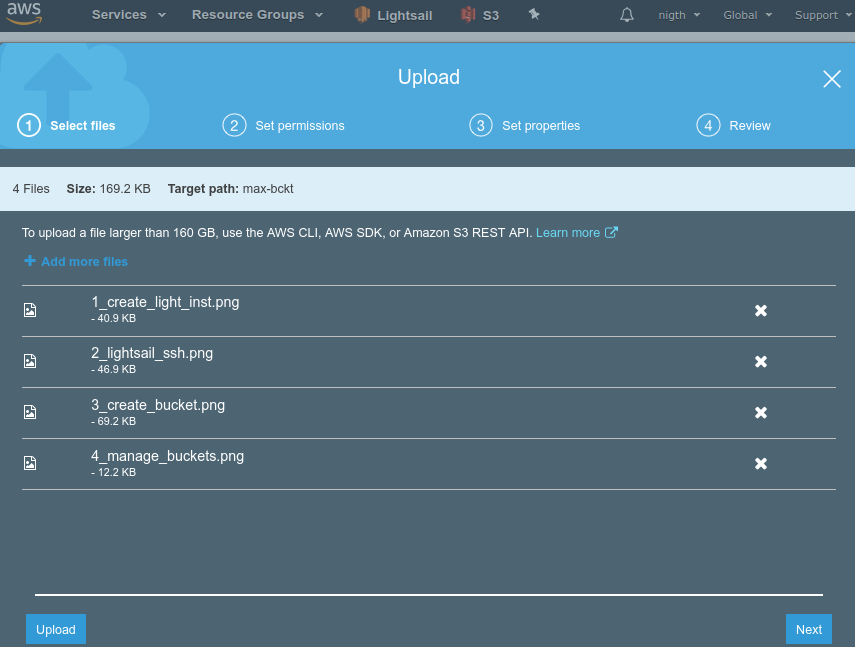 aws Services Resource Groups Lightsail S3 nigth Global Support
Upload
1 Select files 2 Set permissions 3 Set properties 4 Review
4 Files Size: 169.2 KB Target path: max-bckt
To upload a file larger than 160 GB, use the AWS CLI, AWS SDK, or Amazon S3 REST API. Learn more
+ Add more files
1_create_light_inst.png
- 40.9 KB
2_lightsail_ssh.png
- 46.9 KB
3_create_bucket.png
- 69.2 KB
4_manage_buckets.png
- 12.2 KB
Upload Next